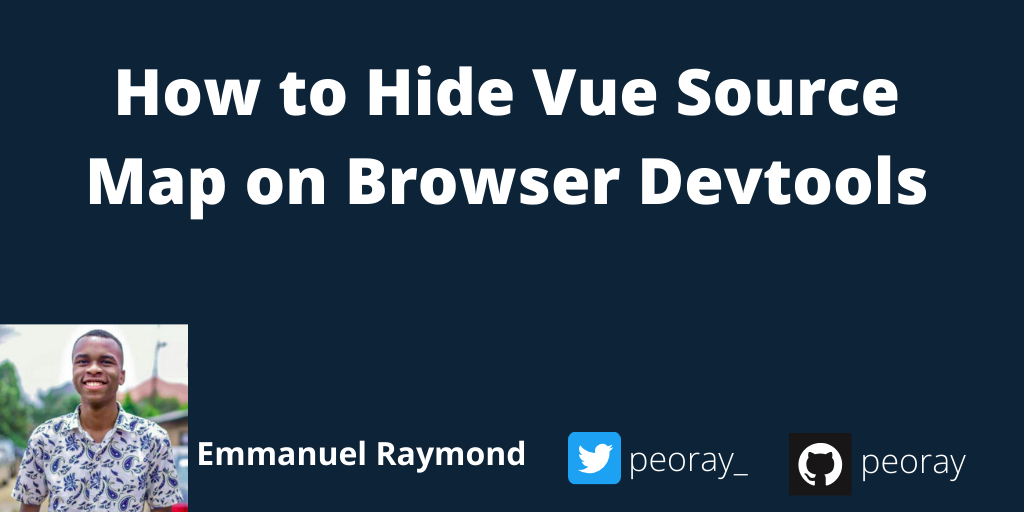 How to Hide Vue Source
Map on Browser Devtools
Emmanuel Raymond
peoray_
peoray